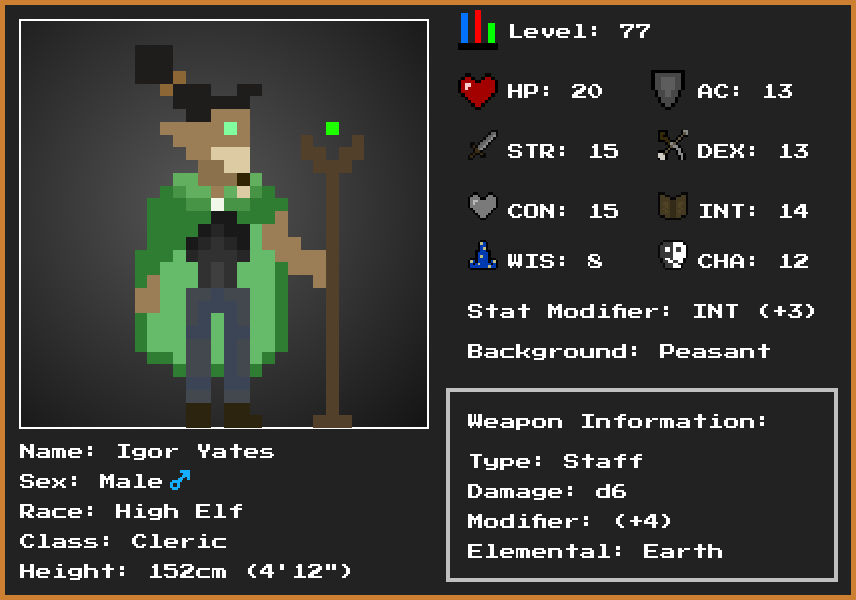 Level: 77
HP: 20 AC: 13
STR: 15 DEX: 13
CON: 15 INT: 14
WIS: 8 CHA: 12
Stat Modifier: INT (+3)
Background: Peasant
Weapon Information:
Type: Staff
Damage: d6
Modifier: (+4)
Elemental: Earth
Name: Igor Yates
Sex: Male♂
Race: High Elf
Class: Cleric
Height: 152cm (4'12")